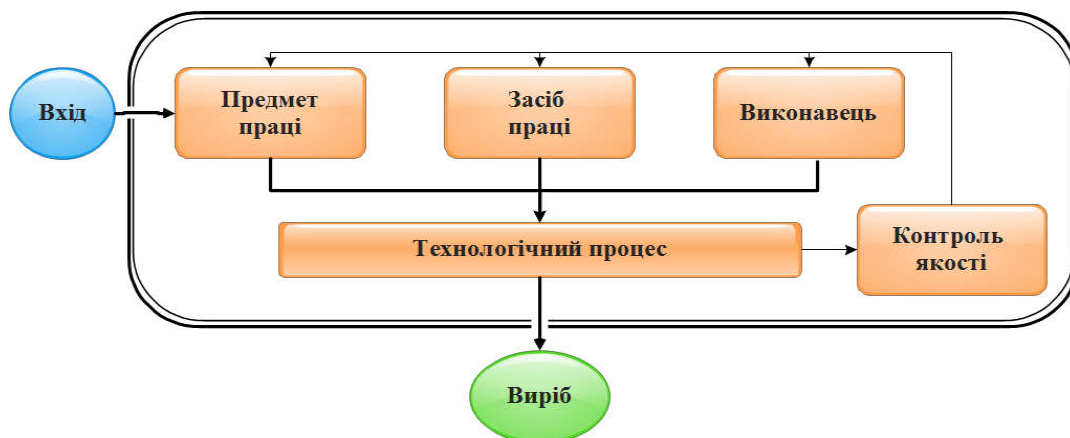 Вхід
Предмет
праці
Засіб
праці
Виконавець
Технологічний процес
Контроль
якості
Виріб